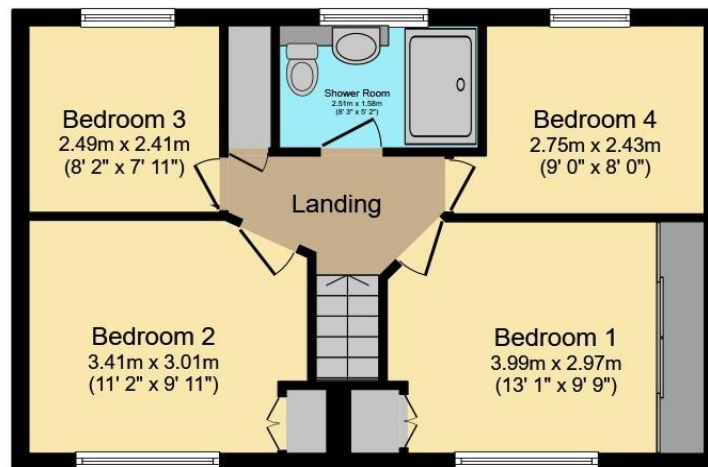 Bedroom 3
2.49m x 2.41m
(8' 2" x 7' 11")
Shower Room
2.51m x 1.58m
(8' 3" x 5' 2")
Bedroom 4
2.75m x 2.43m
(9' 0" x 8' 0")
Landing
Bedroom 2
3.41m x 3.01m
(11' 2" x 9' 11")
Bedroom 1
3.99m x 2.97m
(13' 1" x 9' 9")